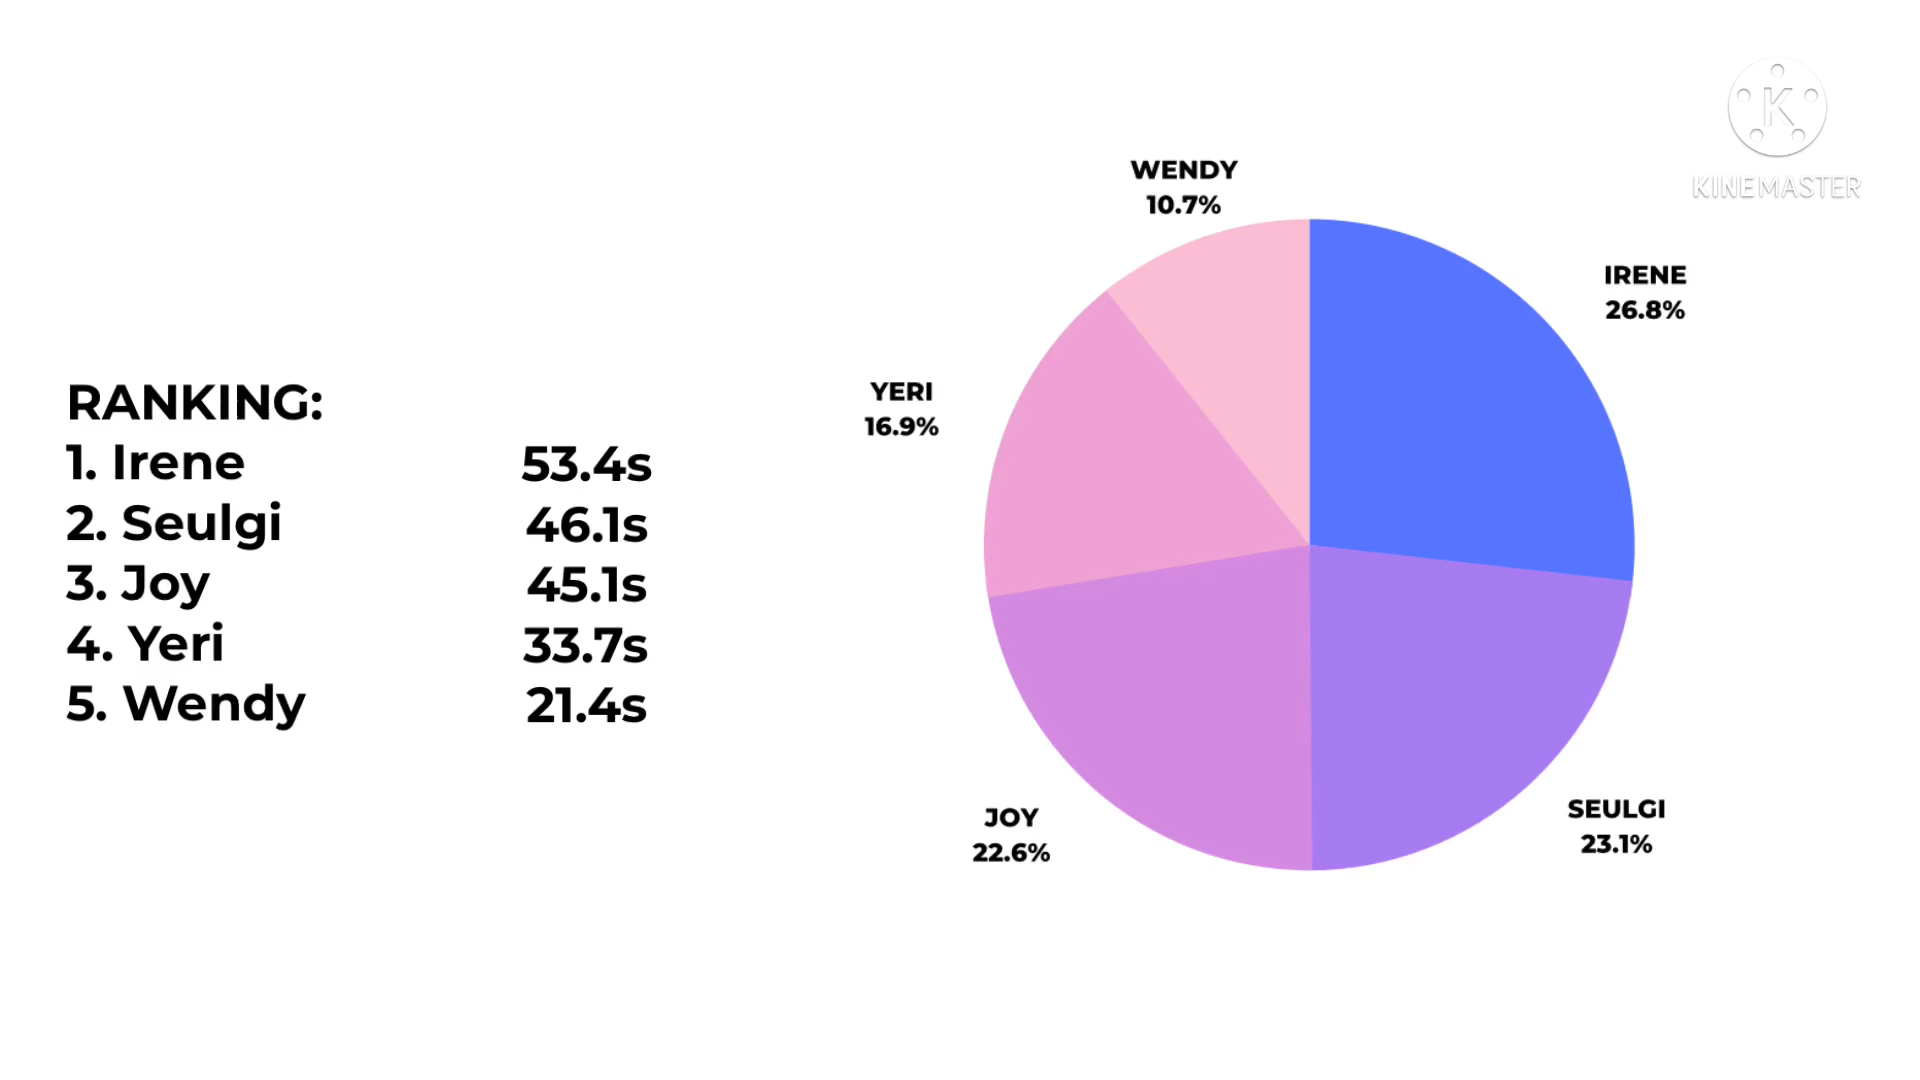 RANKING:
1. Irene 53.4s
2. Seulgi 46.1s
3. Joy 45.1s
4. Yeri 33.7s
5. Wendy 21.4s
WENDY
10.7%
IRENE
26.8%
YERI
16.9%
JOY
22.6%
SEULGI
23.1%
K
KINEMASTER